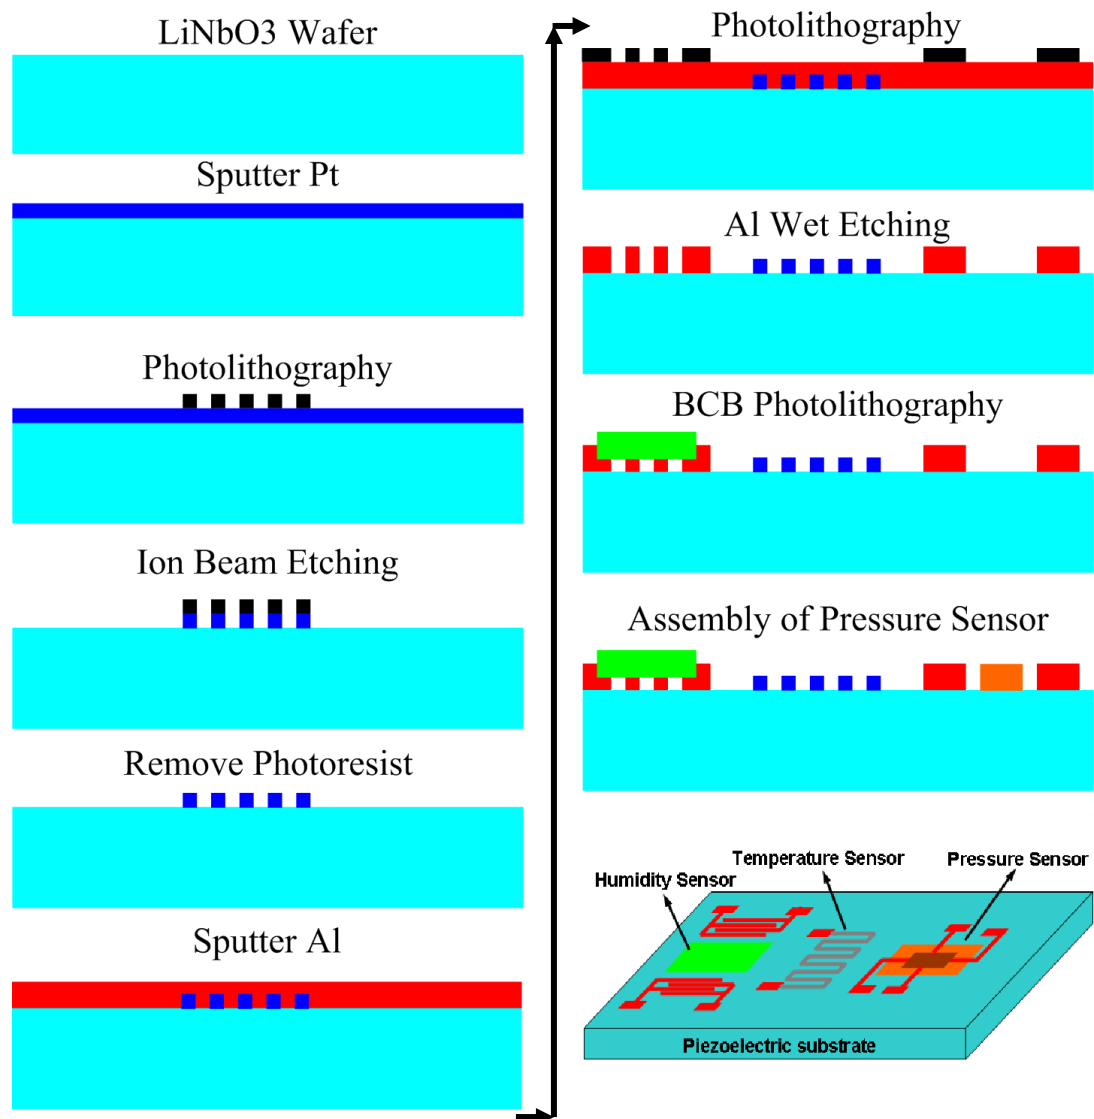 LiNbO3 Wafer
Sputter Pt
Photolithography
Ion Beam Etching
Remove Photoresist
Sputter Al
Photolithography
Al Wet Etching
BCB Photolithography
Assembly of Pressure Sensor
Temperature Sensor
Pressure Sensor
Humidity Sensor
Piezoelectric substrate